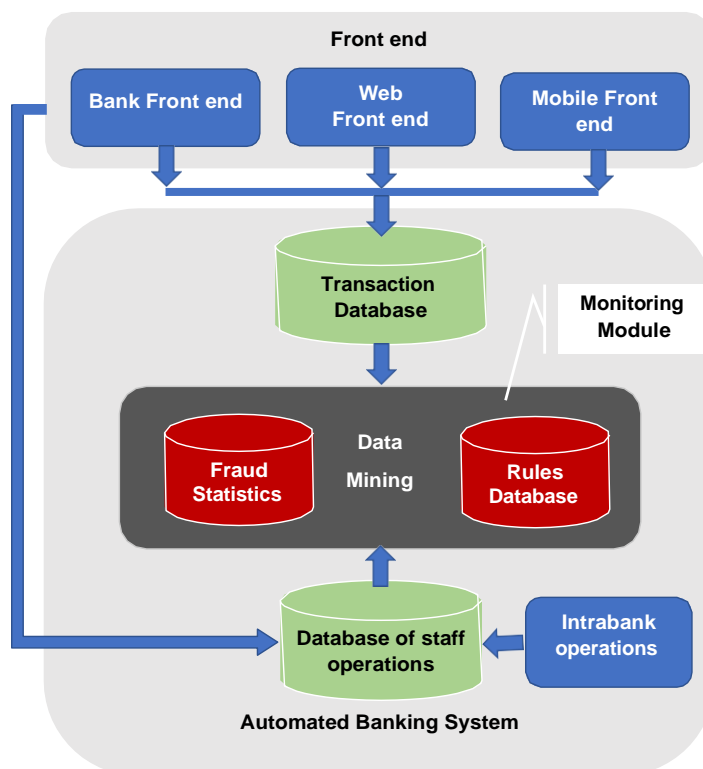 Front end
Bank Front end
Web
Front end
Mobile Front
end
Transaction
Database
Monitoring
Module
Fraud
Statistics
Data
Mining
Rules
Database
Database of staff
operations
Intrabank
operations
Automated Banking System